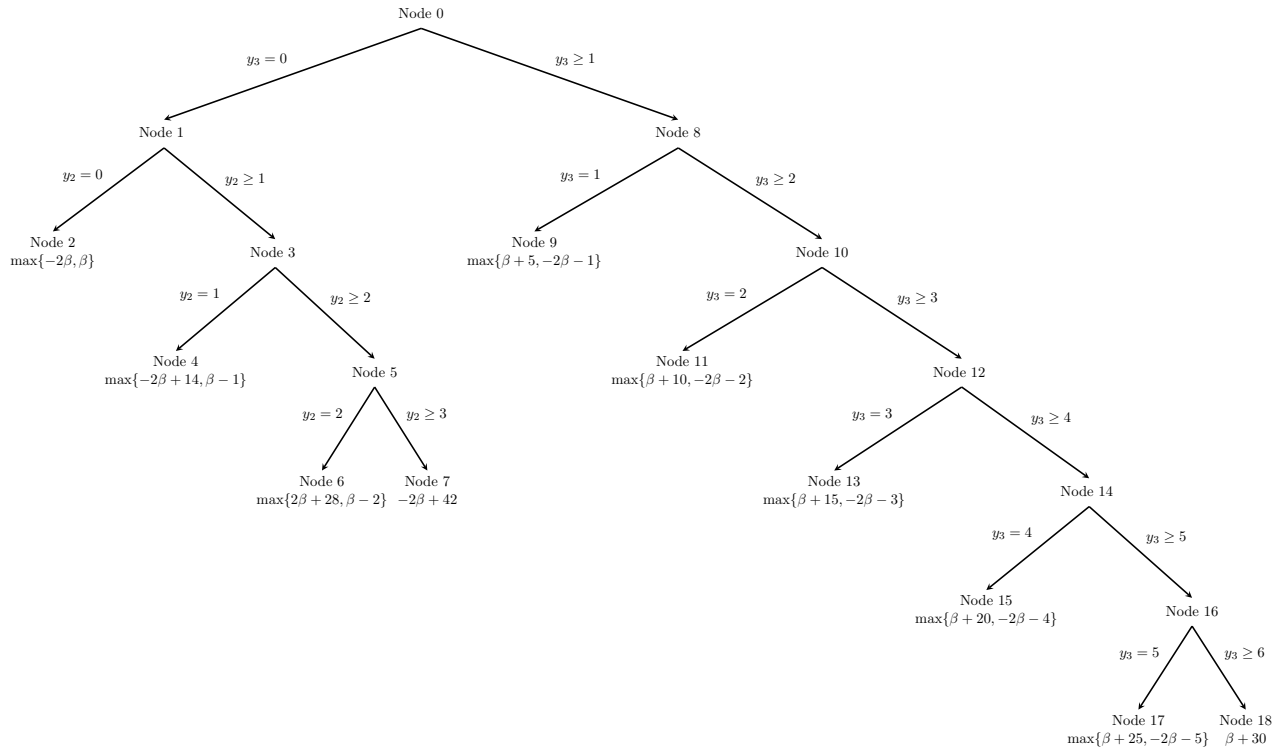 Node 0
y₃ = 0
y₃ ≥ 1
Node 1
Node 8
y₂ = 0
y₂ ≥ 1
y₃ = 1
y₃ ≥ 2
Node 2
max{−2β, β}
Node 3
Node 9
max{β + 5, −2β − 1}
Node 10
y₂ = 1
y₂ ≥ 2
y₃ = 2
y₃ ≥ 3
Node 4
max{−2β + 14, β − 1}
Node 5
Node 11
max{β + 10, −2β − 2}
Node 12
y₂ = 2
y₂ ≥ 3
y₃ = 3
y₃ ≥ 4
Node 6
max{2β + 28, β − 2}
Node 7
−2β + 42
Node 13
max{β + 15, −2β − 3}
Node 14
y₃ = 4
y₃ ≥ 5
Node 15
max{β + 20, −2β − 4}
Node 16
y₃ = 5
y₃ ≥ 6
Node 17
max{β + 25, −2β − 5}
Node 18
β + 30